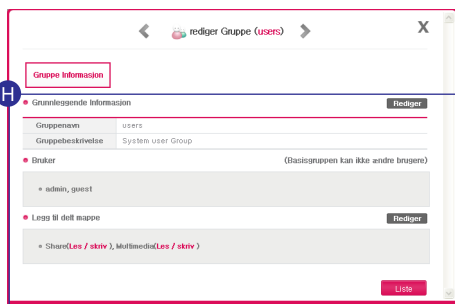 rediger Gruppe (users)
X
Gruppe Informasjon
H
Grunnleggende Informasjon
Rediger
Gruppenavn users
Gruppebeskrivelse System user Group
Bruker (Basisgruppen kan ikke ændre brugere)
admin, guest
Legg til delt mappe
Rediger
Share(Les / skriv ), Multimedia(Les / skriv )
Liste